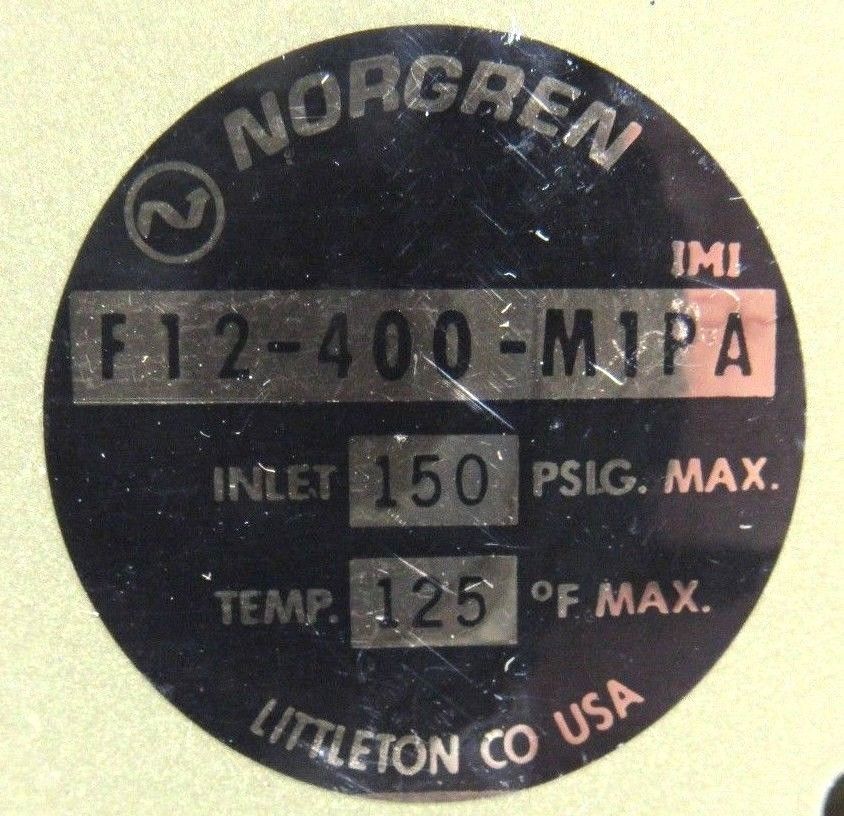 NORGREN
IMI
F12-400-M1PA
INLET 150 PSIG. MAX.
TEMP. 125 °F MAX.
LITTLETON CO USA